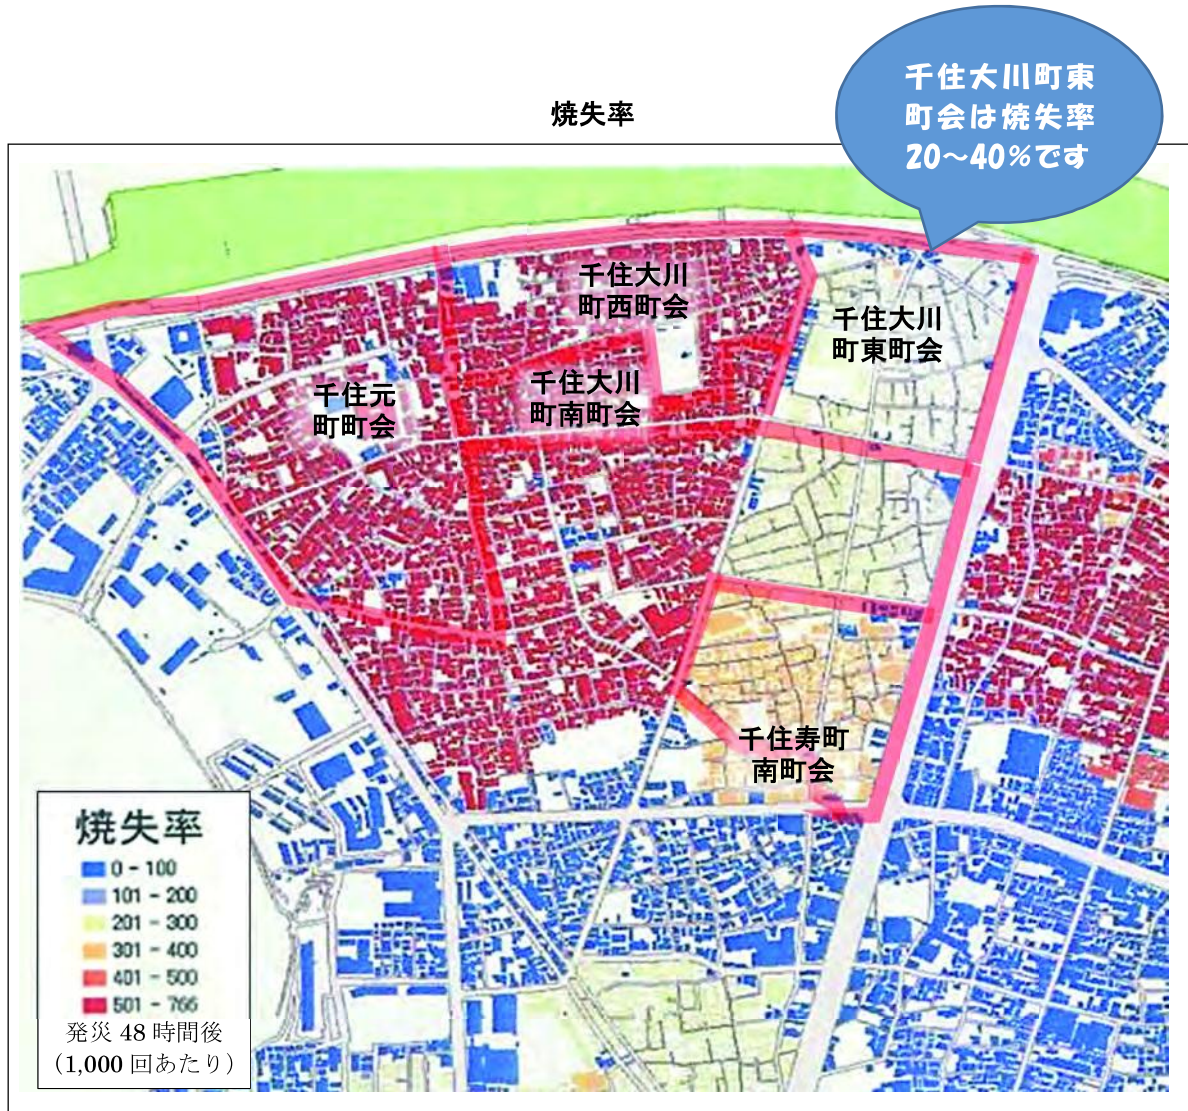 焼失率
千住大川町東
町会は焼失率
20～40%です
千住大川
町西町会
千住大川
町東町会
千住元
町町会
千住大川
町南町会
千住寿町
南町会
焼失率
0 - 100
101 - 200
201 - 300
301 - 400
401 - 500
501 - 766
発災 48 時間後
（1,000 回あたり）